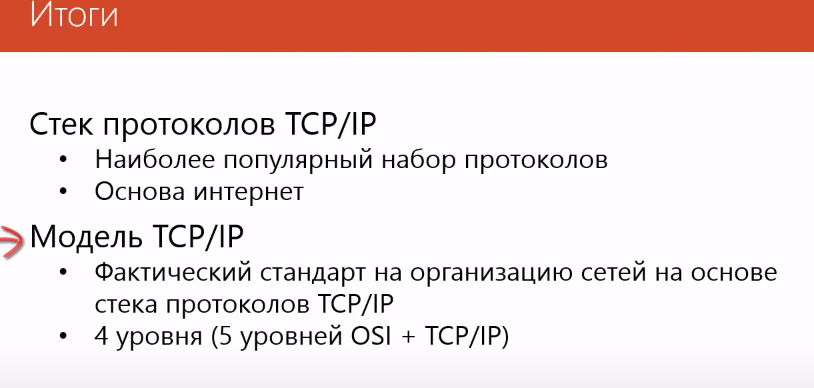 Итоги
Стек протоколов TCP/IP
• Наиболее популярный набор протоколов
• Основа интернет
Модель TCP/IP
• Фактический стандарт на организацию сетей на основе
стека протоколов TCP/IP
• 4 уровня (5 уровней OSI + TCP/IP)